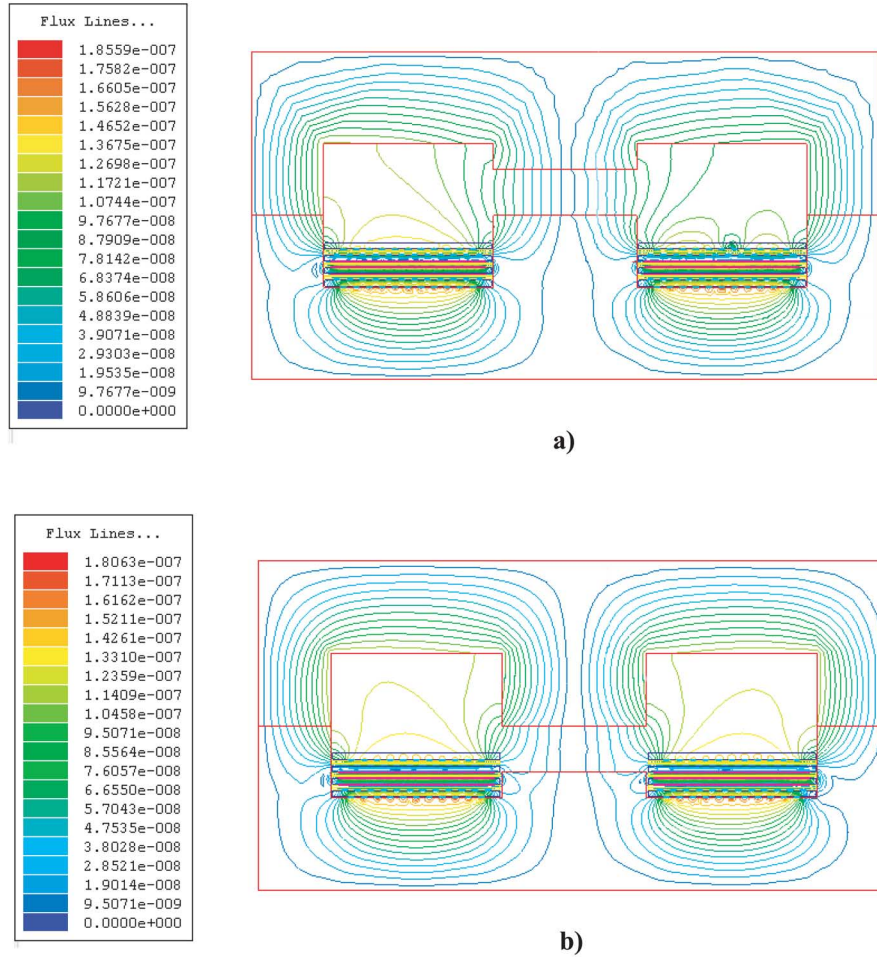 Flux Lines...
1.8559e-007
1.7582e-007
1.6605e-007
1.5628e-007
1.4652e-007
1.3675e-007
1.2698e-007
1.1721e-007
1.0744e-007
9.7677e-008
8.7909e-008
7.8142e-008
6.8374e-008
5.8606e-008
4.8839e-008
3.9071e-008
2.9303e-008
1.9535e-008
9.7677e-009
0.0000e+000
a)
Flux Lines...
1.8063e-007
1.7113e-007
1.6162e-007
1.5211e-007
1.4261e-007
1.3310e-007
1.2359e-007
1.1409e-007
1.0458e-007
9.5071e-008
8.5564e-008
7.6057e-008
6.6550e-008
5.7043e-008
4.7535e-008
3.8028e-008
2.8521e-008
1.9014e-008
9.5071e-009
0.0000e+000
b)